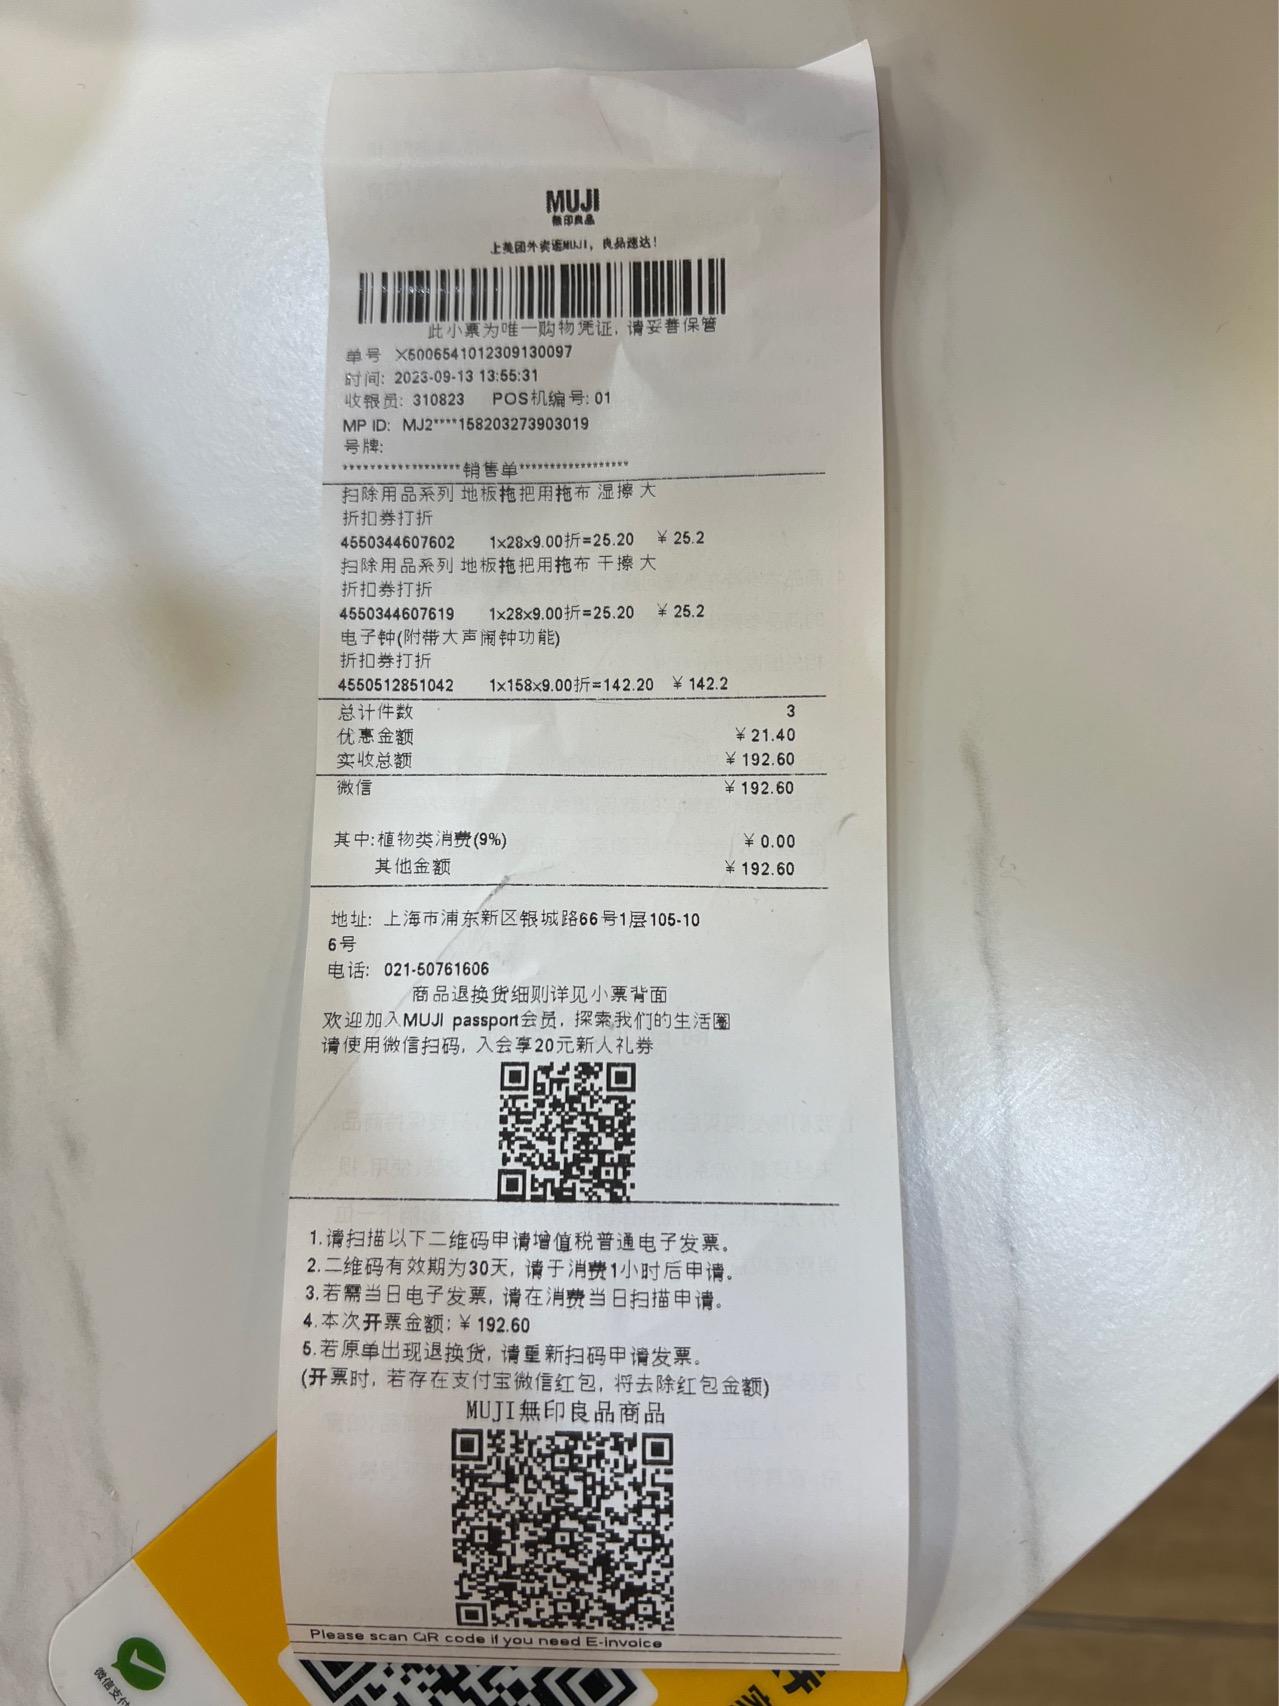 MUJI
無印良品
上美团外卖逛MUJI，良品速达！
此小票为唯一购物凭证，请妥善保管
单号 X5006541012309130097
时间: 2023-09-13 13:55:31
收银员: 310823 POS机编号: 01
MP ID: MJ2****158203273903019
号牌:
******************销售单******************
扫除用品系列 地板拖把用拖布 湿擦 大
折扣券打折
4550344607602 1x28x9.00折=25.20 ¥ 25.2
扫除用品系列 地板拖把用拖布 干擦 大
折扣券打折
4550344607619 1x28x9.00折=25.20 ¥ 25.2
电子钟(附带大声闹钟功能)
折扣券打折
4550512851042 1x158x9.00折=142.20 ¥ 142.2
总计件数 3
优惠金额 ¥ 21.40
实收总额 ¥ 192.60
微信 ¥ 192.60
其中:植物类消费(9%) ¥ 0.00
其他金额 ¥ 192.60
地址: 上海市浦东新区银城路66号1层105-10
6号
电话: 021-50761606
商品退换货细则详见小票背面
欢迎加入MUJI passport会员, 探索我们的生活圈
请使用微信扫码, 入会享20元新人礼券
1.请扫描以下二维码申请增值税普通电子发票。
2.二维码有效期为30天, 请于消费1小时后申请。
3.若需当日电子发票, 请在消费当日扫描申请。
4.本次开票金额: ¥ 192.60
5.若原单出现退换货, 请重新扫码申请发票。
(开票时, 若存在支付宝微信红包, 将去除红包金额)
MUJI無印良品商品
Please scan QR code if you need E-invoice
微信支付